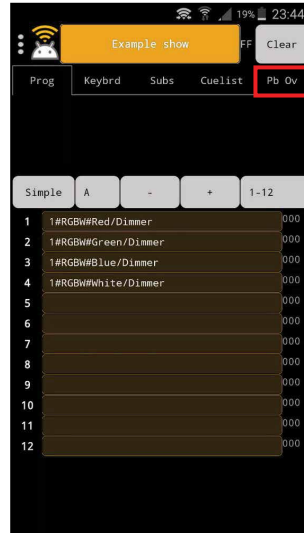 19% 23:44
Example show FF Clear
Prog Keybrd Subs Cuelist Pb Ov
Simple A - + 1-12
1 1#RGBW#Red/Dimmer 000
2 1#RGBW#Green/Dimmer 000
3 1#RGBW#Blue/Dimmer 000
4 1#RGBW#White/Dimmer 000
5 000
6 000
7 000
8 000
9 000
10 000
11 000
12 000